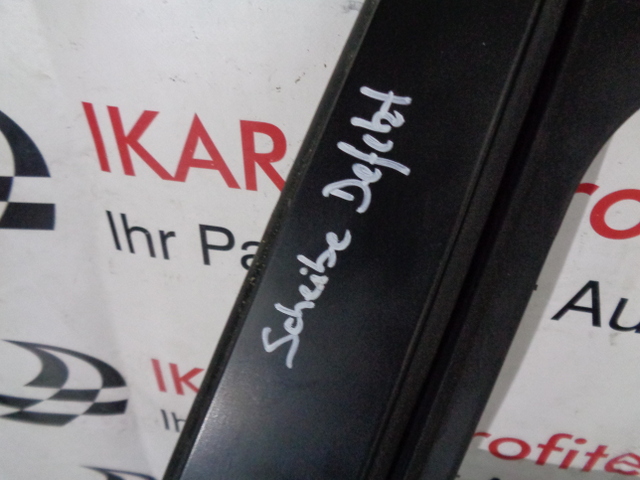 IKAR
Ihr Pa
Scheibe Defekt
ro
Au
IK
Ih
rofite